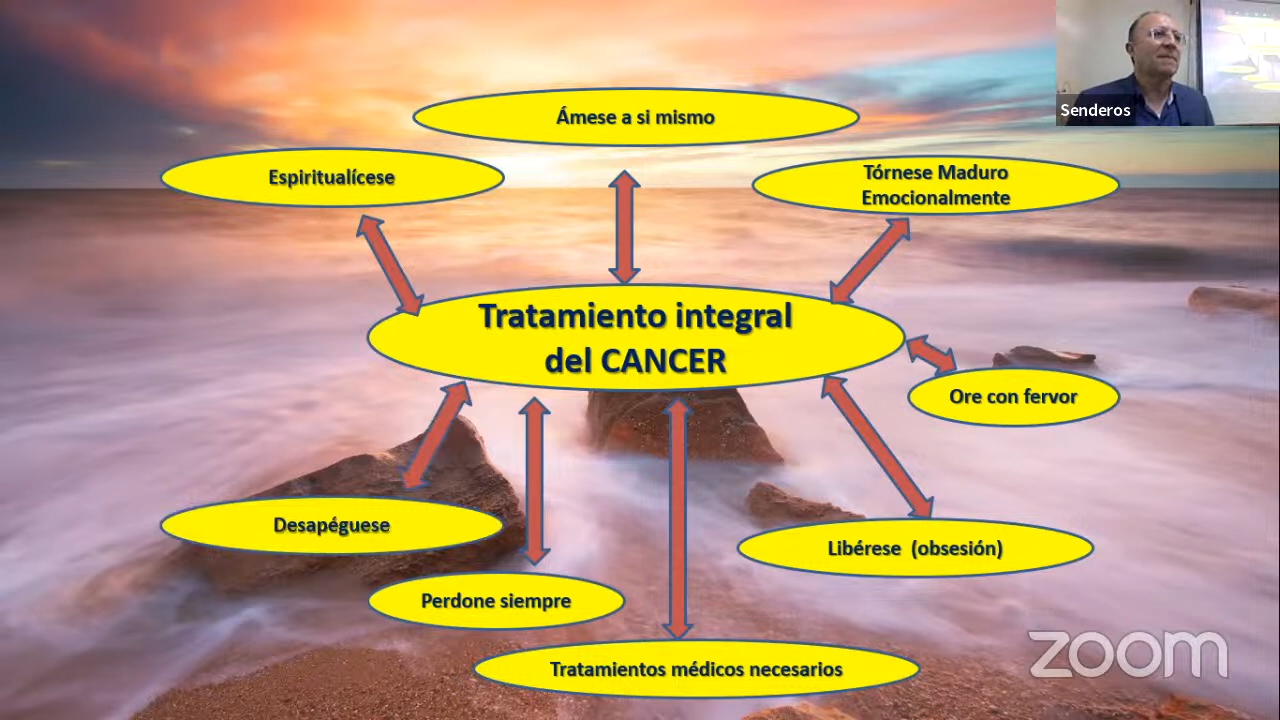 Senderos
Ámese a si mismo
Espiritualícese
Tórnese Maduro
Emocionalmente
Tratamiento integral
del CANCER
Ore con fervor
Desapéguese
Libérese (obsesión)
Perdone siempre
Tratamientos médicos necesarios
zoom